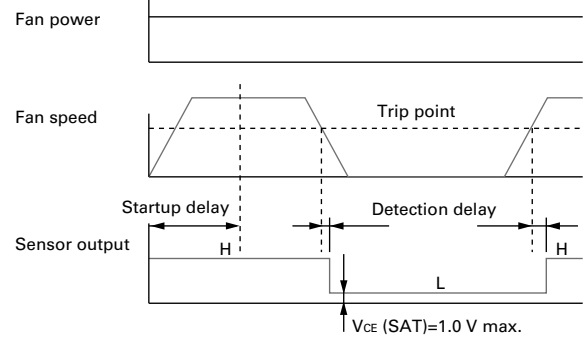 Fan power
Fan speed
Trip point
Startup delay
Detection delay
Sensor output
H
H
L
VCE (SAT)=1.0 V max.